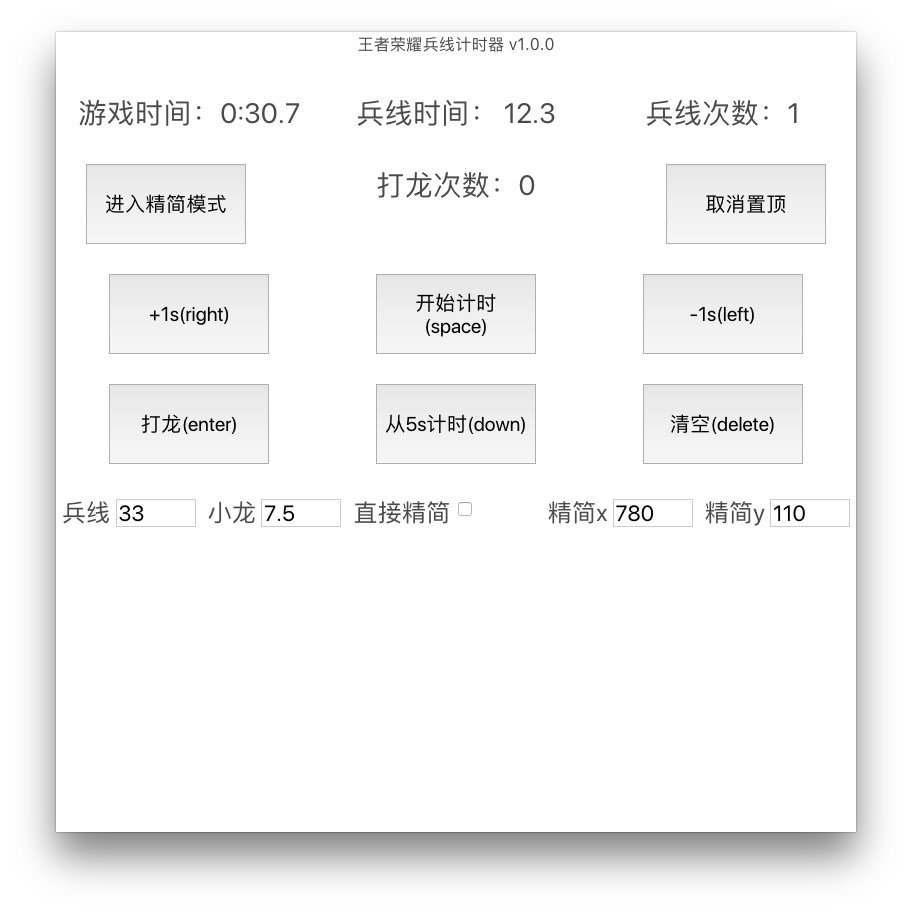 王者荣耀兵线计时器 v1.0.0
游戏时间：0:30.7 兵线时间： 12.3 兵线次数：1
进入精简模式 打龙次数：0 取消置顶
+1s(right) 开始计时 -1s(left)
(space)
打龙(enter) 从5s计时(down) 清空(delete)
兵线 33 小龙 7.5 直接精简 精简x 780 精简y 110